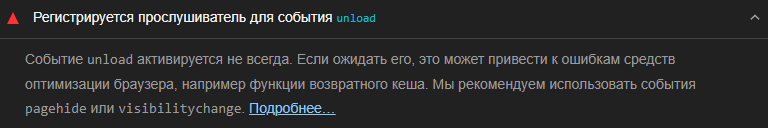 Регистрируется прослушиватель для события unload
Событие unload активируется не всегда. Если ожидать его, это может привести к ошибкам средств
оптимизации браузера, например функции возвратного кеша. Мы рекомендуем использовать события
pagehide или visibilitychange. Подробнее…